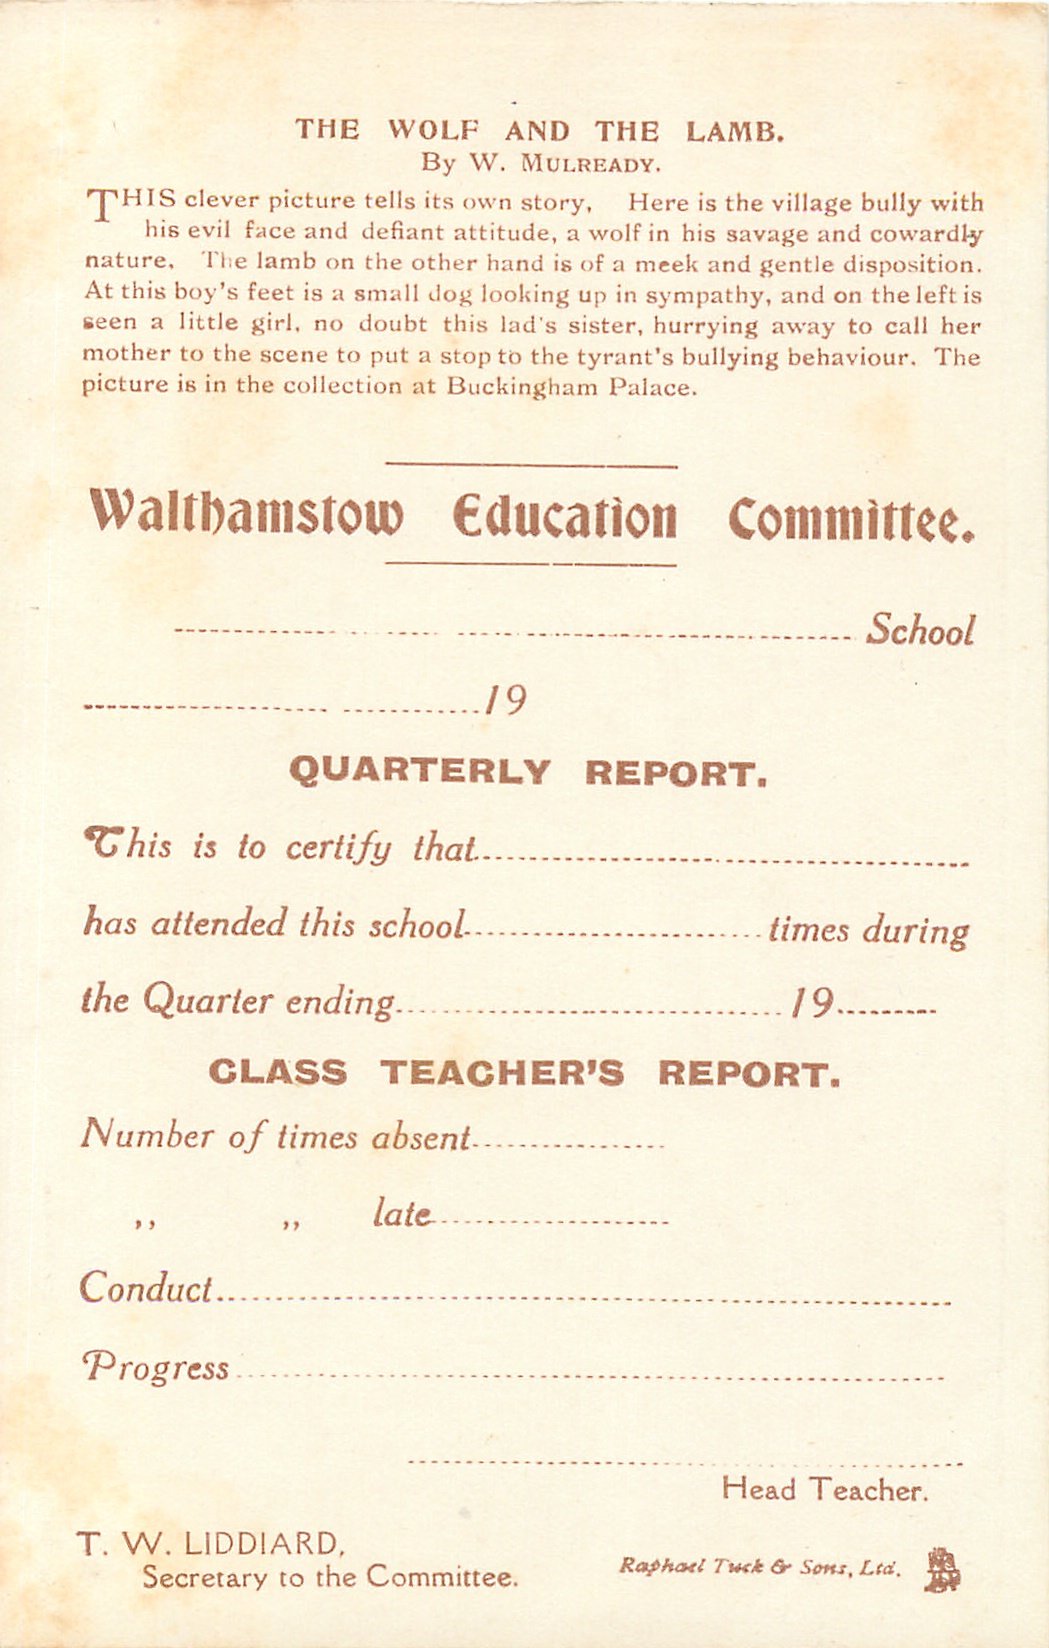 THE WOLF AND THE LAMB.
By W. MULREADY.
THIS clever picture tells its own story, Here is the village bully with
his evil face and defiant attitude, a wolf in his savage and cowardly
nature. The lamb on the other hand is of a meek and gentle disposition.
At this boy's feet is a small dog looking up in sympathy, and on the left is
seen a little girl, no doubt this lad's sister, hurrying away to call her
mother to the scene to put a stop to the tyrant's bullying behaviour. The
picture is in the collection at Buckingham Palace.
Walthamstow Education Committee.
School
19
QUARTERLY REPORT.
This is to certify that
has attended this school times during
the Quarter ending 19
CLASS TEACHER'S REPORT.
Number of times absent
,, ,, late
Conduct
Progress
Head Teacher.
T. W. LIDDIARD,
Secretary to the Committee.
Raphael Tuck & Sons, Ltd.